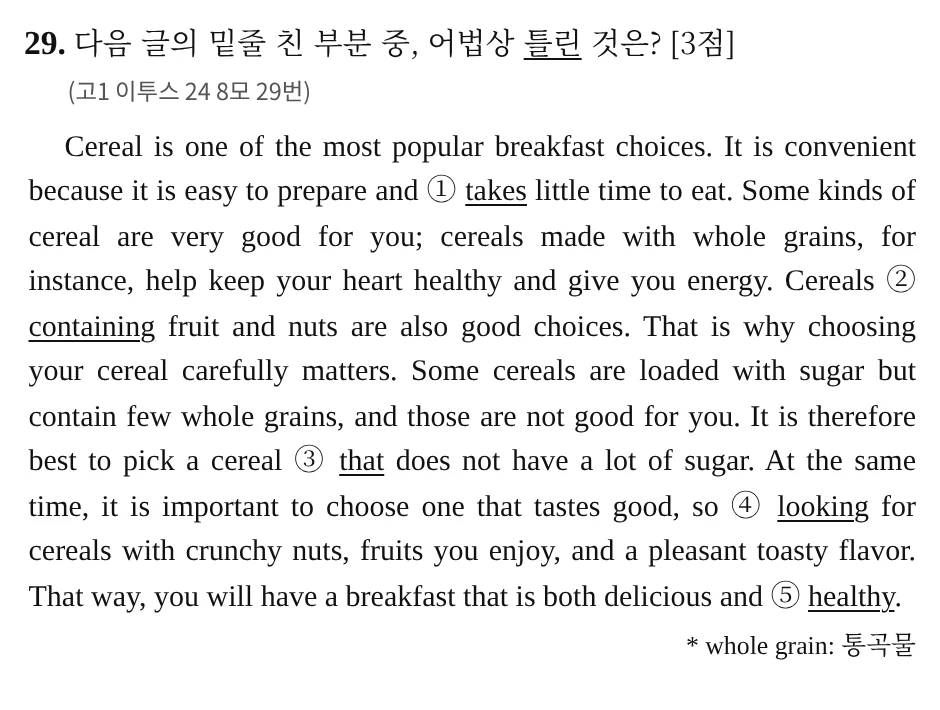 29. 다음 글의 밑줄 친 부분 중, 어법상 틀린 것은? [3점]
(고1 이투스 24 8모 29번)
Cereal is one of the most popular breakfast choices. It is convenient
because it is easy to prepare and ① takes little time to eat. Some kinds of
cereal are very good for you; cereals made with whole grains, for
instance, help keep your heart healthy and give you energy. Cereals ②
containing fruit and nuts are also good choices. That is why choosing
your cereal carefully matters. Some cereals are loaded with sugar but
contain few whole grains, and those are not good for you. It is therefore
best to pick a cereal ③ that does not have a lot of sugar. At the same
time, it is important to choose one that tastes good, so ④ looking for
cereals with crunchy nuts, fruits you enjoy, and a pleasant toasty flavor.
That way, you will have a breakfast that is both delicious and ⑤ healthy.
* whole grain: 통곡물